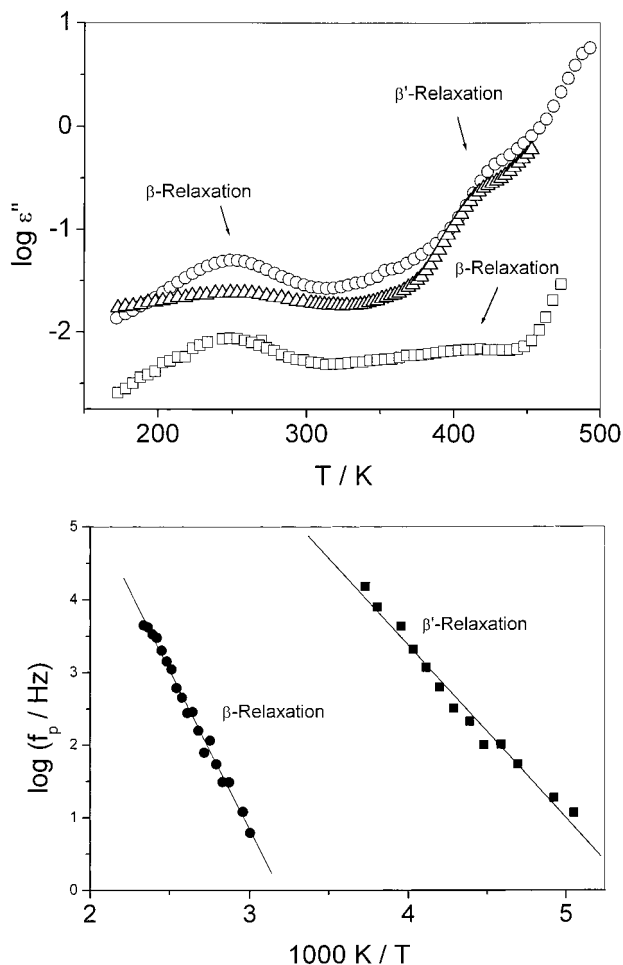 1
0
-1
-2
log ε"
β-Relaxation
β'-Relaxation
β-Relaxation
200
300
400
500
T / K
5
4
3
2
1
0
log (fp / Hz)
β'-Relaxation
β-Relaxation
2
3
4
5
1000 K / T